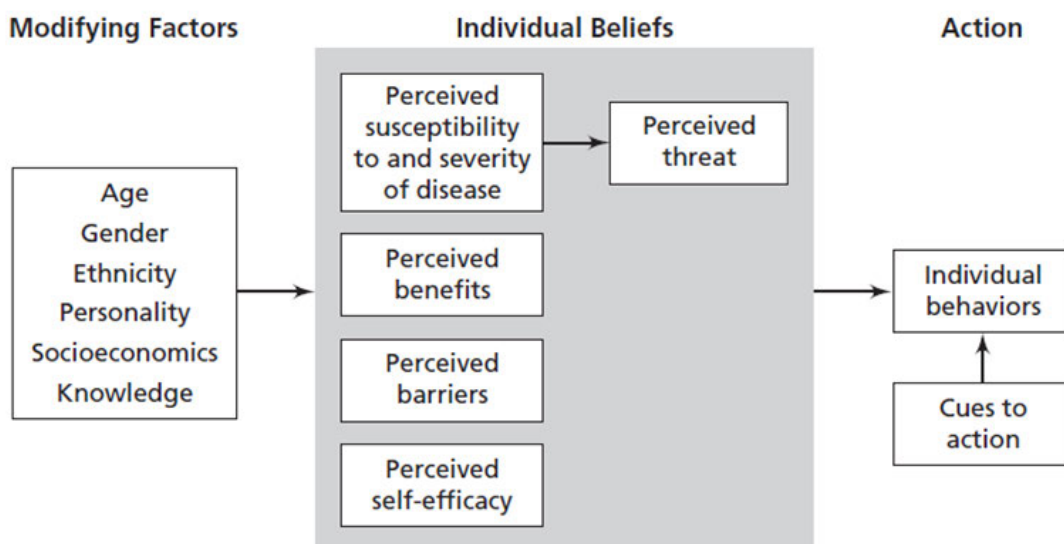 Modifying Factors
Individual Beliefs
Action
Age
Gender
Ethnicity
Personality
Socioeconomics
Knowledge
Perceived
susceptibility
to and severity
of disease
Perceived
threat
Perceived
benefits
Perceived
barriers
Perceived
self-efficacy
Individual
behaviors
Cues to
action